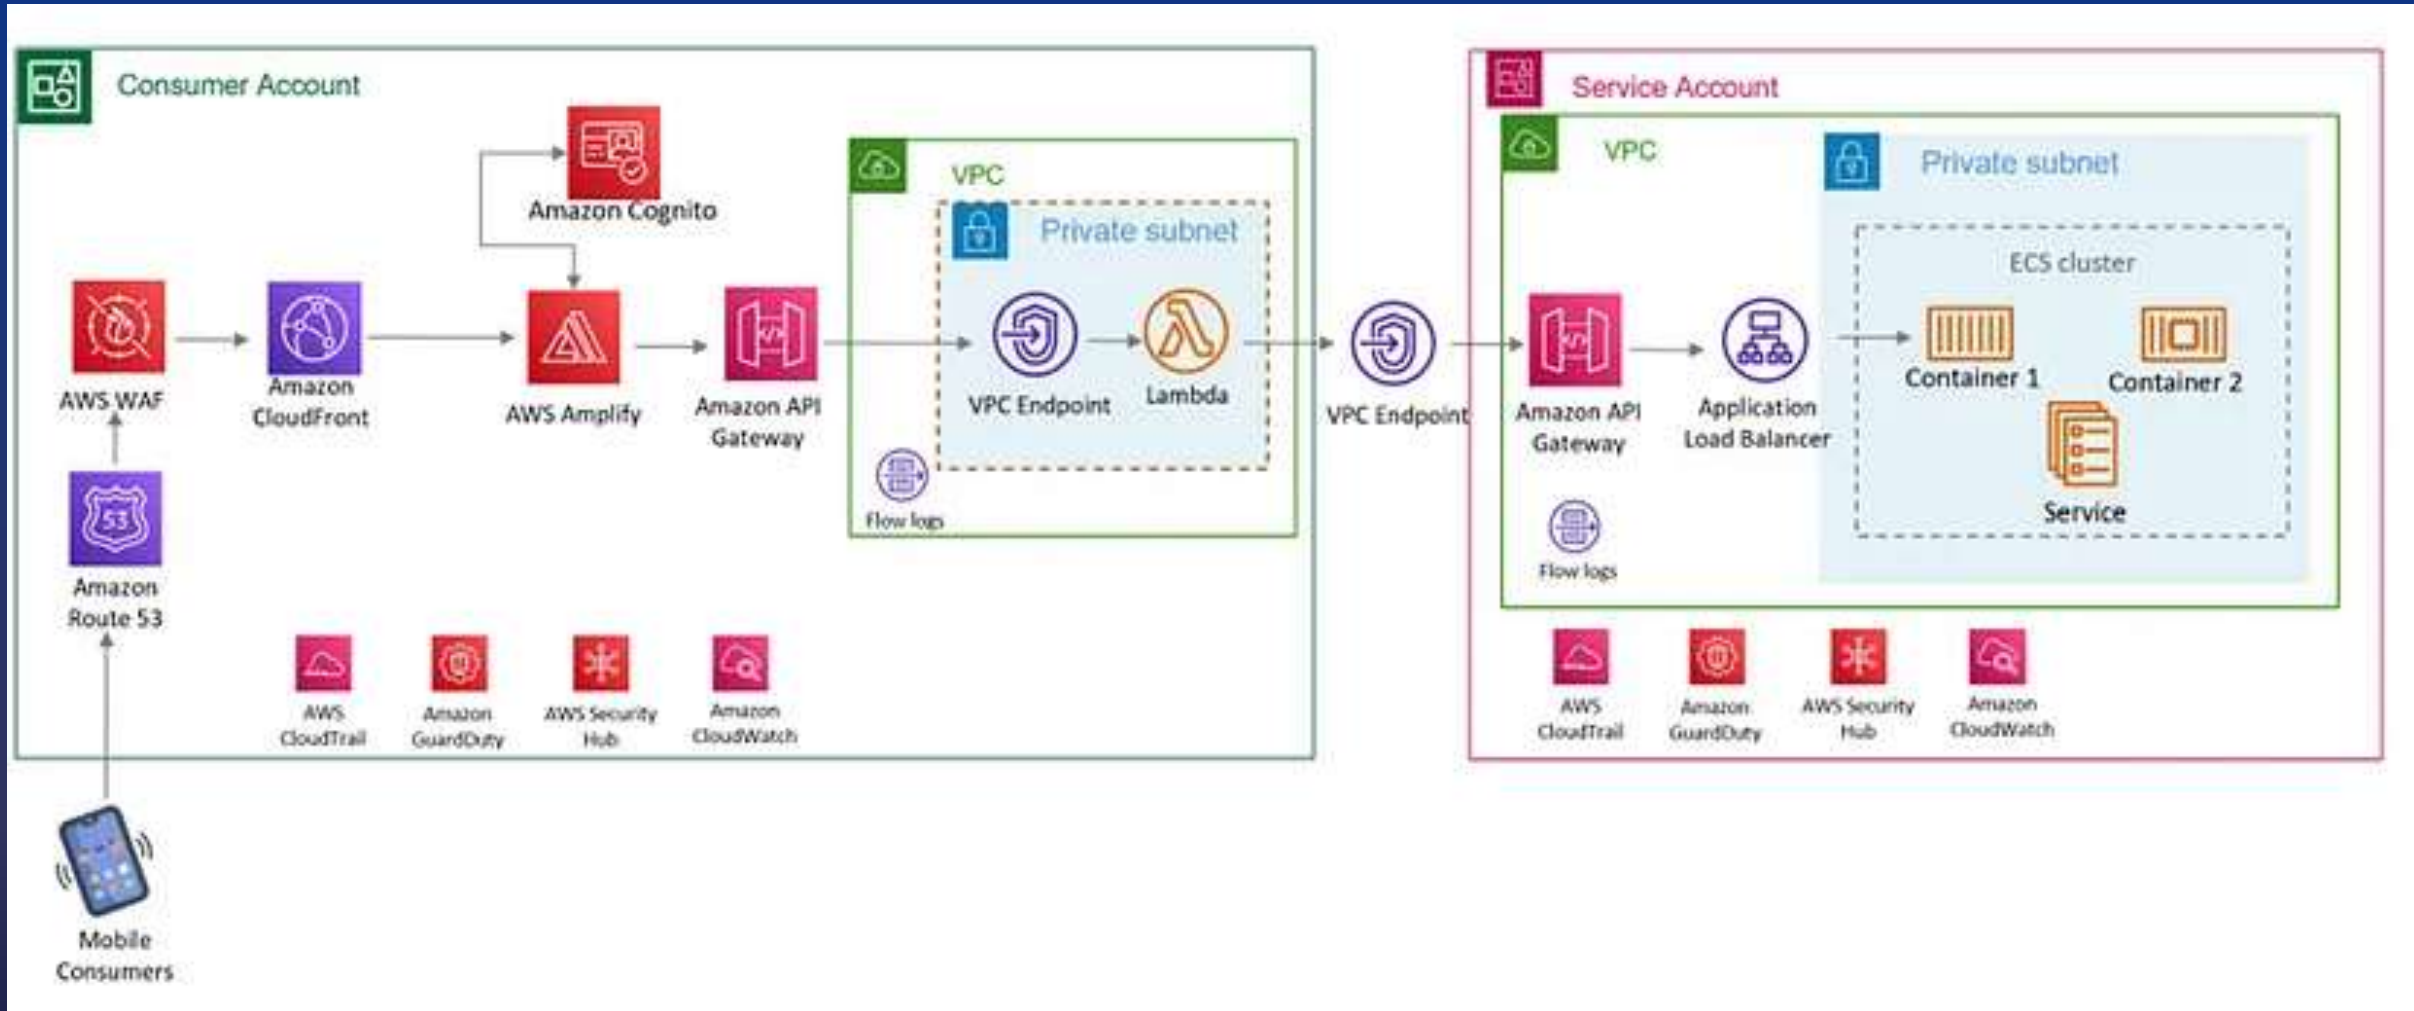 Consumer Account
Amazon Cognito
VPC
Private subnet
AWS WAF
Amazon
CloudFront
AWS Amplify
Amazon API
Gateway
VPC Endpoint
Lambda
Flow logs
53
Amazon
Route 53
AWS
CloudTrail
Amazon
GuardDuty
AWS Security
Hub
Amazon
CloudWatch
Mobile
Consumers
VPC Endpoint
Service Account
VPC
Private subnet
ECS cluster
Amazon API
Gateway
Application
Load Balancer
Container 1
Container 2
Service
Flow logs
AWS
CloudTrail
Amazon
GuardDuty
AWS Security
Hub
Amazon
CloudWatch